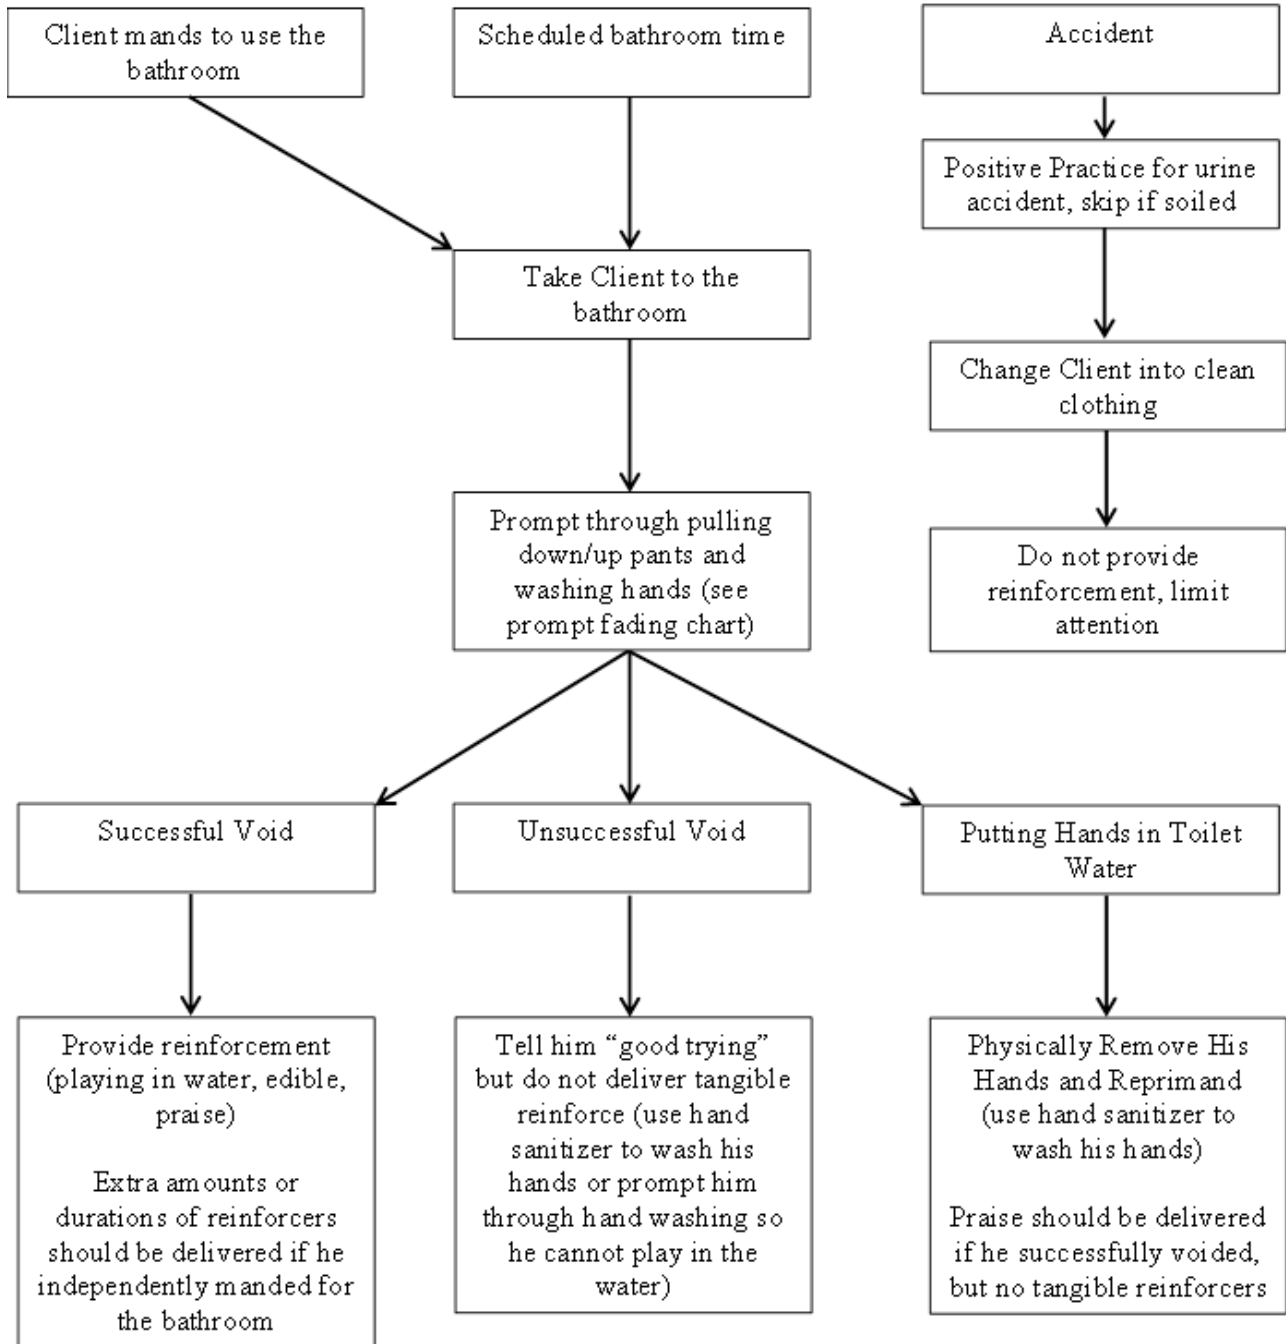 Client mands to use the
bathroom
Scheduled bathroom time
Accident
Positive Practice for urine
accident, skip if soiled
Take Client to the
bathroom
Change Client into clean
clothing
Prompt through pulling
down/up pants and
washing hands (see
prompt fading chart)
Do not provide
reinforcement, limit
attention
Successful Void
Unsuccessful Void
Putting Hands in Toilet
Water
Provide reinforcement
(playing in water, edible,
praise)
Extra amounts or
durations of reinforcers
should be delivered if he
independently manded for
the bathroom
Tell him “good trying”
but do not deliver tangible
reinforce (use hand
sanitizer to wash his
hands or prompt him
through hand washing so
he cannot play in the
water)
Physically Remove His
Hands and Reprimand
(use hand sanitizer to
wash his hands)
Praise should be delivered
if he successfully voided,
but no tangible reinforcers